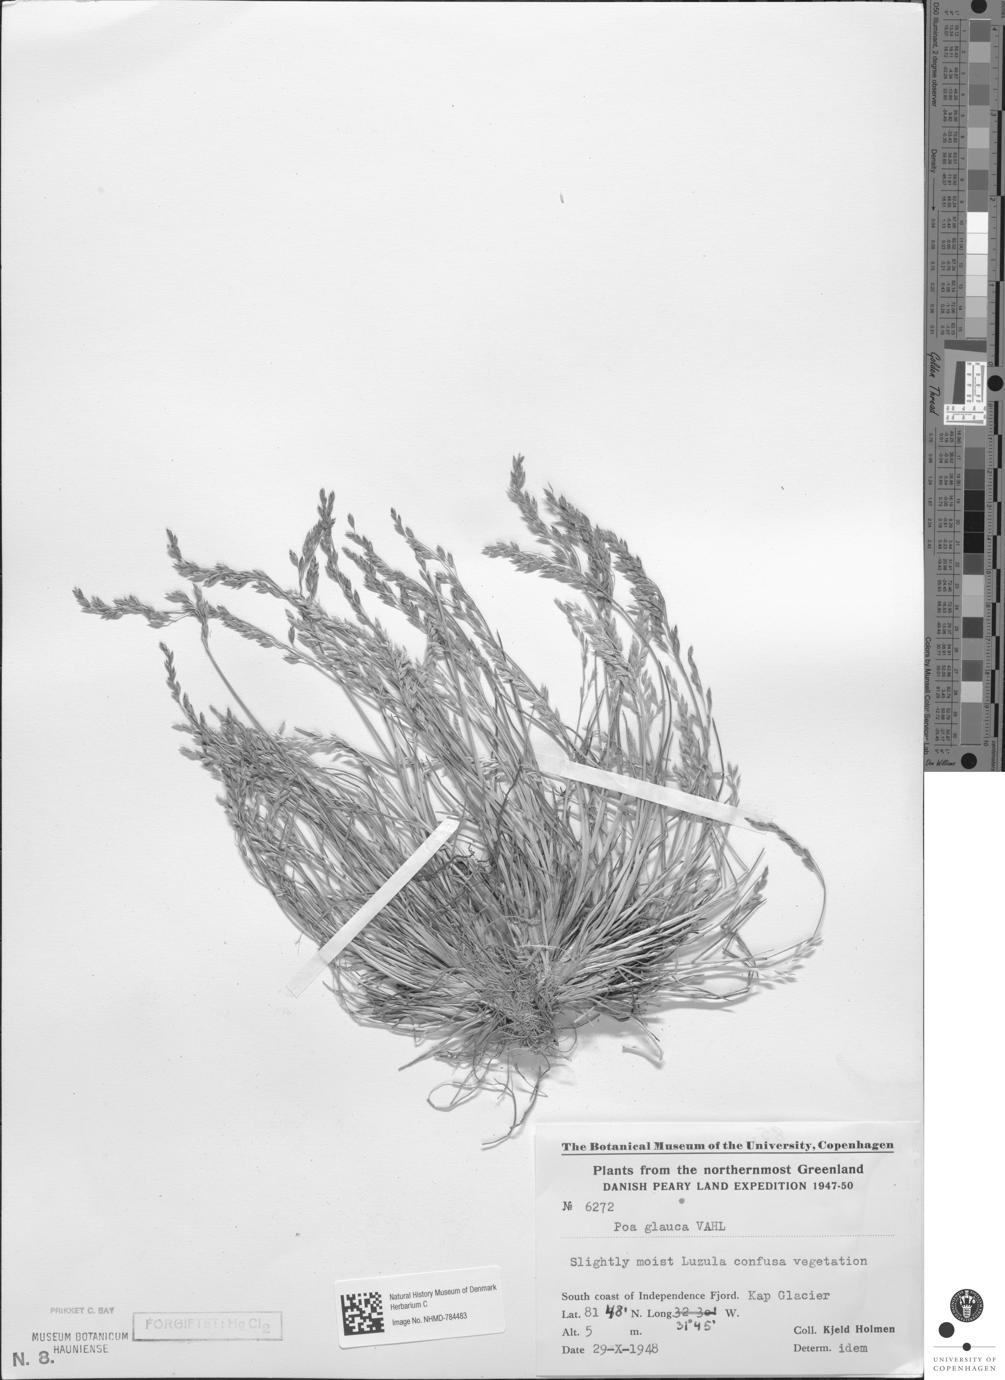 The Botanical Museum of the University, Copenhagen
Plants from the northernmost Greenland
DANISH PEARY LAND EXPEDITION 1947-50
№ 6272
Poa glauca VAHL
Slightly moist Luzula confusa vegetation
South coast of Independence Fjord. Kap Glacier
Lat. 81 48' N. Long. 32 30' W.
31°45'
Alt. 5 m.
Coll. Kjeld Holmen
Date 29-X-1948
Determ. idem
Natural History Museum of Denmark
Herbarium C
Image No. NHMD-784483
PRIKKET C. BAY
FORGIFTET: HgCl2
MUSEUM BOTANICUM
HAUNIENSE
N. 8.
D50 Illuminant, 2 degree observer
Density
Golden Thread
Colors by Munsell Color Services Lab
Don Williams
UNIVERSITY OF
COPENHAGEN